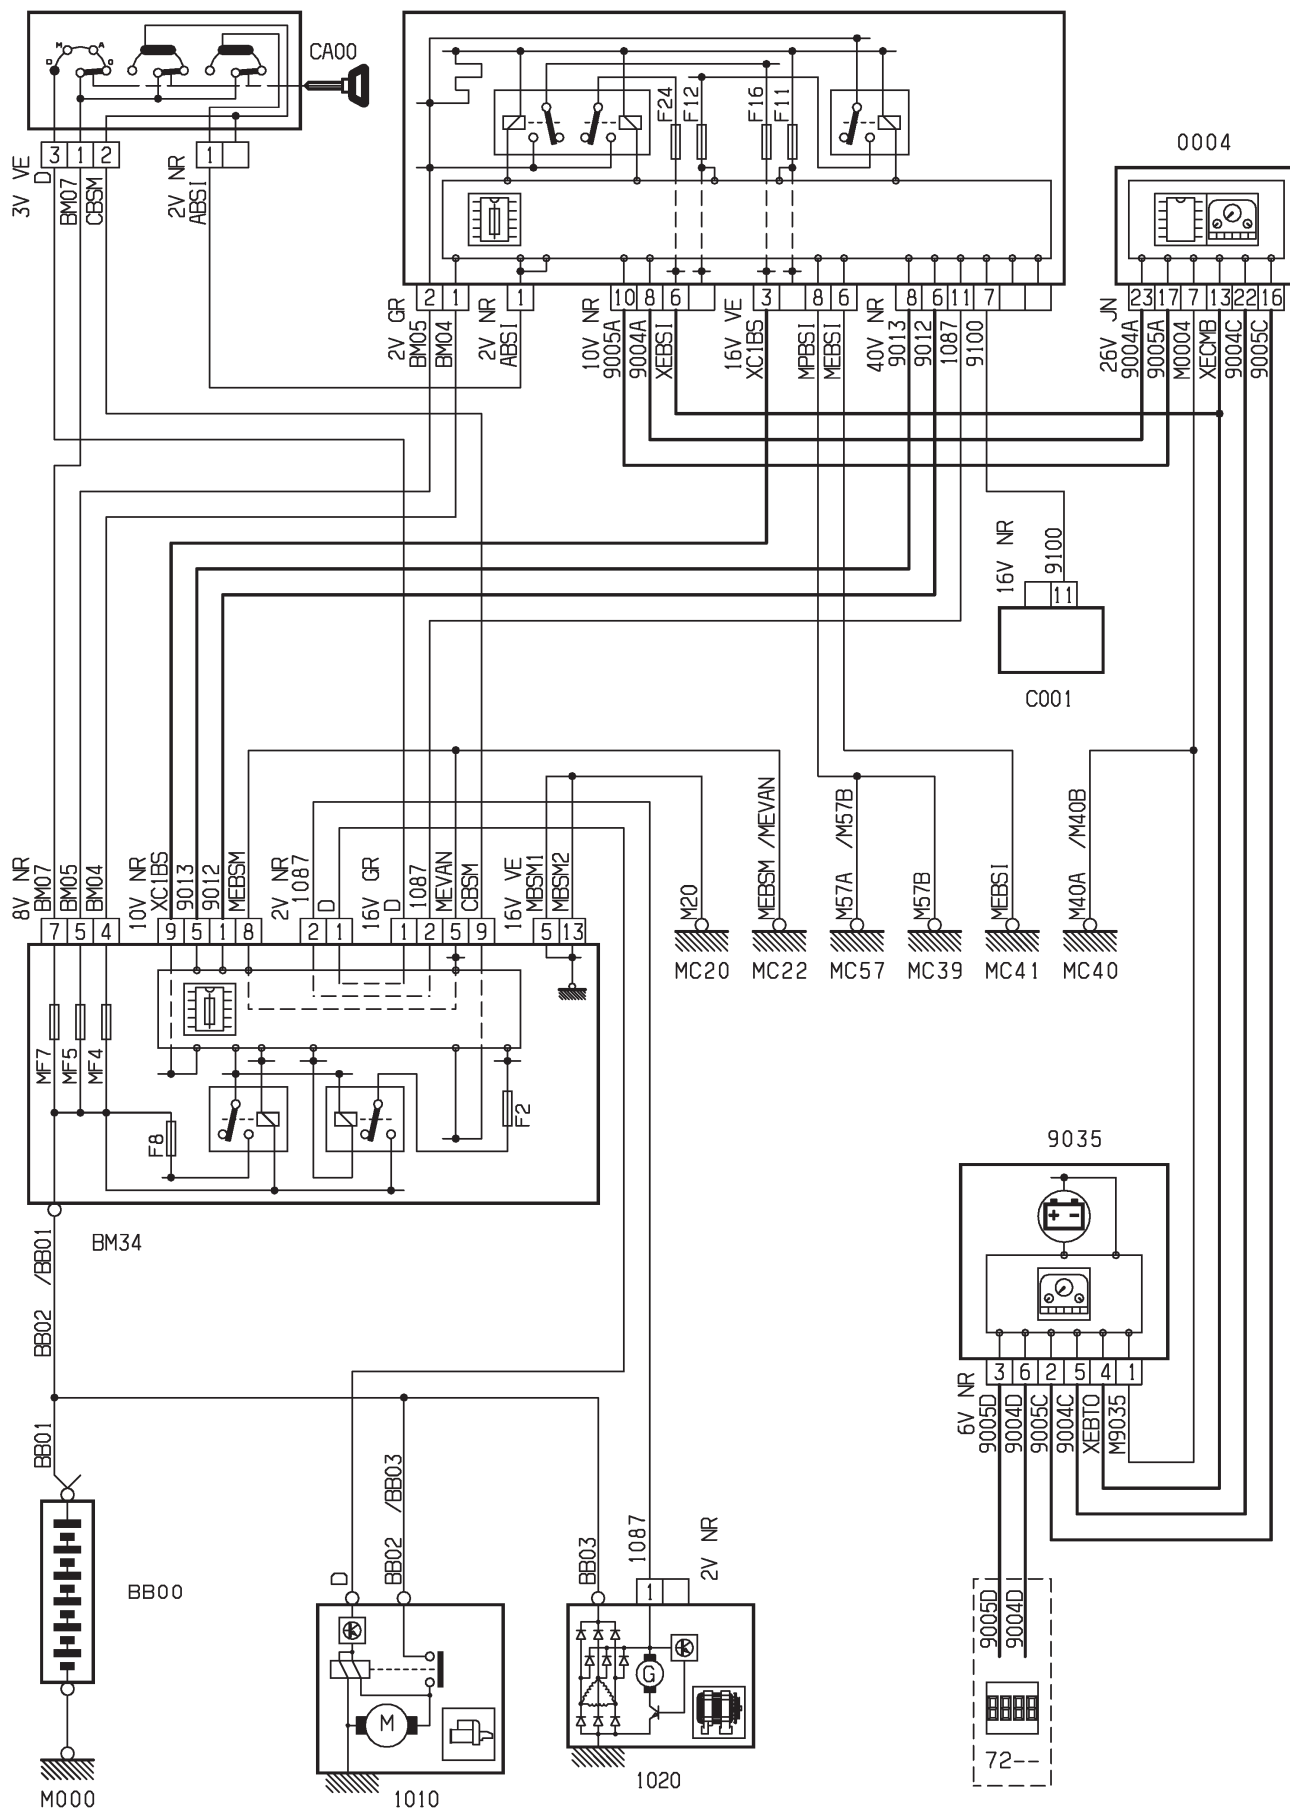 M A
D D
CA00
3 1 2
1
3V VE
D
BM07
CBSM
2V NR
ABSI
F24
F12
F16
F11
0004
2 1
1
10 8 6
3
8 6
8 6 11 7
23 17 7 13 22 16
2V GR
BM05
BM04
2V NR
ABSI
10V NR
9005A
9004A
XEBSI
16V VE
XC1BS
MPBSI
MEBSI
40V NR
9013
9012
1087
9100
26V JN
9004A
9005A
M0004
XECMB
9004C
9005C
16V NR
9100
11
C001
8V NR
BM07
BM05
BM04
10V NR
XC1BS
9013
9012
MEBSM
2V NR
1087
D
16V GR
D
1087
MEVAN
CBSM
16V VE
MBSM1
MBSM2
M20
MEBSM /MEVAN
M57A /M57B
M57B
MEBSI
M40A /M40B
7 5 4
9 5 1 8
2 1
1 2 5 9
5 13
MC20
MC22
MC57
MC39
MC41
MC40
MF7
MF5
MF4
F8
F2
BM34
9035
+ -
3 6 2 5 4 1
6V NR
9005D
9004D
9005C
9004C
XEBTO
M9035
BB02 /BB01
BB01
BB00
M000
D
BB02 /BB03
M
1010
BB03
1087
2V NR
1
G
1020
9005D
9004D
8888
72--